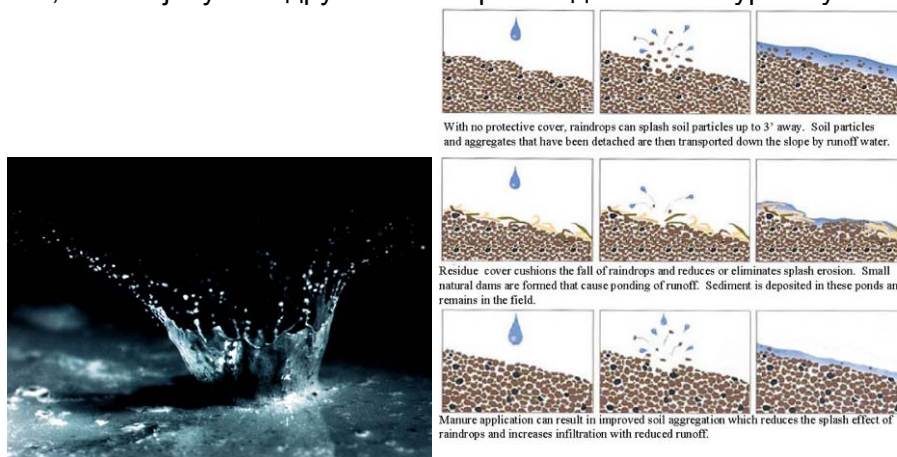 With no protective cover, raindrops can splash soil particles up to 3' away. Soil particles
and aggregates that have been detached are then transported down the slope by runoff water.
Residue cover cushions the fall of raindrops and reduces or eliminates splash erosion. Small
natural dams are formed that cause ponding of runoff. Sediment is deposited in these ponds and
remains in the field.
Manure application can result in improved soil aggregation which reduces the splash effect of
raindrops and increases infiltration with reduced runoff.